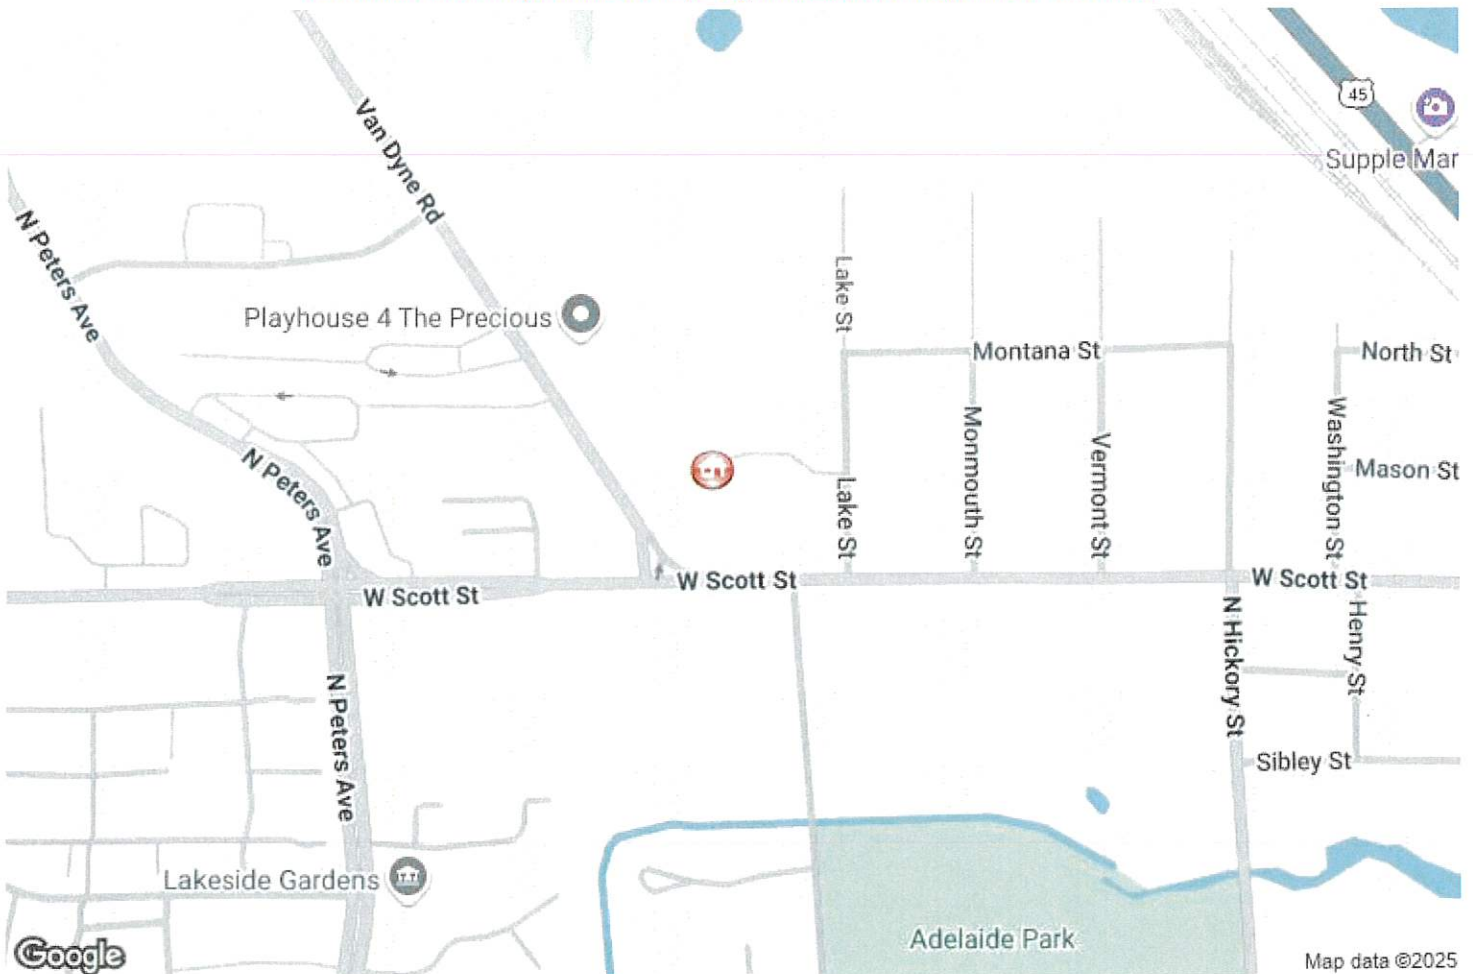 45
Supple Mar
Van Dyne Rd
N Peters Ave
Playhouse 4 The Precious
Lake St
Montana St
North St
N Peters Ave
Monmouth St
Vermont St
Washington St
Mason St
Lake St
W Scott St
W Scott St
W Scott St
N Peters Ave
N Hickory St
Henry St
Sibley St
Lakeside Gardens
Adelaide Park
Google
Map data ©2025